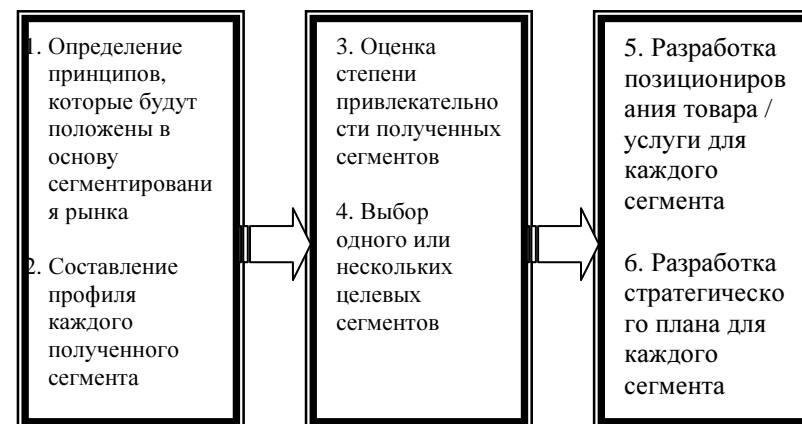 1. Определение
принципов,
которые будут
положены в
основу
сегментировани
я рынка
2. Составление
профиля
каждого
полученного
сегмента
3. Оценка
степени
привлекательно
сти полученных
сегментов
4. Выбор
одного или
нескольких
целевых
сегментов
5. Разработка
позициониров
ания товара /
услуги для
каждого
сегмента
6. Разработка
стратегическо
го плана для
каждого
сегмента